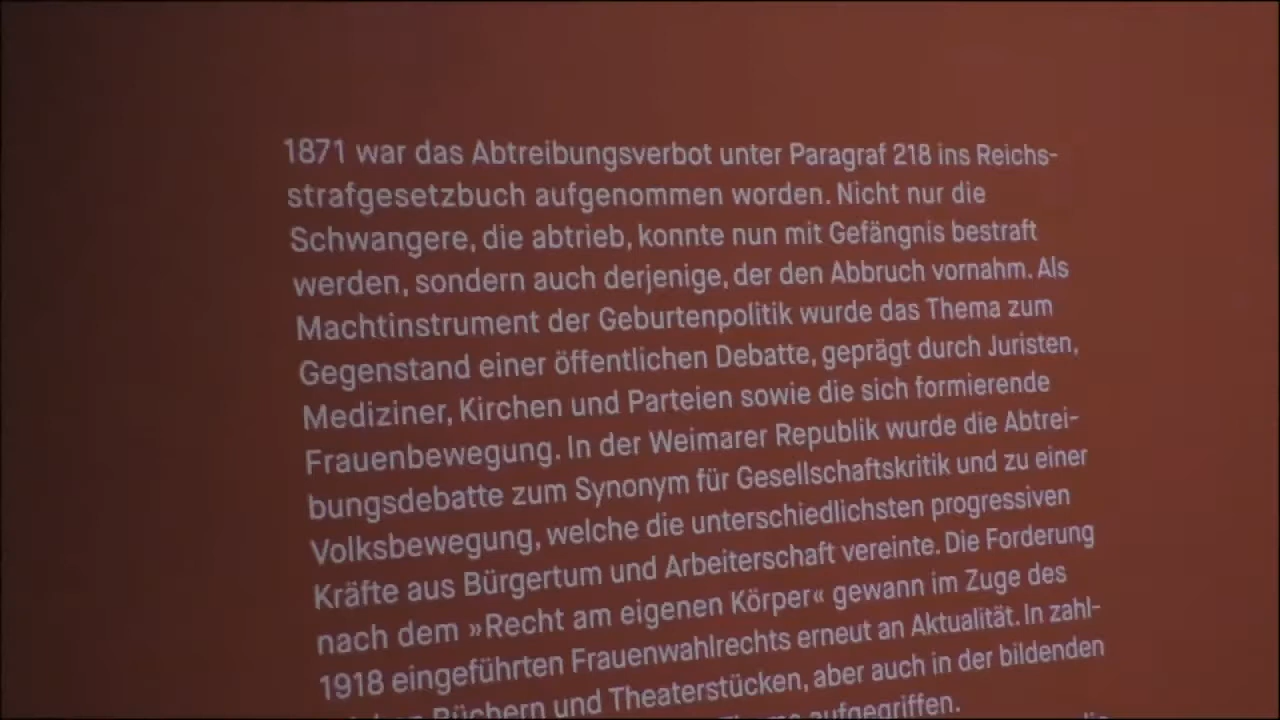 1871 war das Abtreibungsverbot unter Paragraf 218 ins Reichs-
strafgesetzbuch aufgenommen worden. Nicht nur die
Schwangere, die abtrieb, konnte nun mit Gefängnis bestraft
werden, sondern auch derjenige, der den Abbruch vornahm. Als
Machtinstrument der Geburtenpolitik wurde das Thema zum
Gegenstand einer öffentlichen Debatte, geprägt durch Juristen,
Mediziner, Kirchen und Parteien sowie die sich formierende
Frauenbewegung. In der Weimarer Republik wurde die Abtrei-
bungsdebatte zum Synonym für Gesellschaftskritik und zu einer
Volksbewegung, welche die unterschiedlichsten progressiven
Kräfte aus Bürgertum und Arbeiterschaft vereinte. Die Forderung
nach dem »Recht am eigenen Körper« gewann im Zuge des
1918 eingeführten Frauenwahlrechts erneut an Aktualität. In zahl-
Büchern und Theaterstücken, aber auch in der bildenden
Thema aufgegriffen.